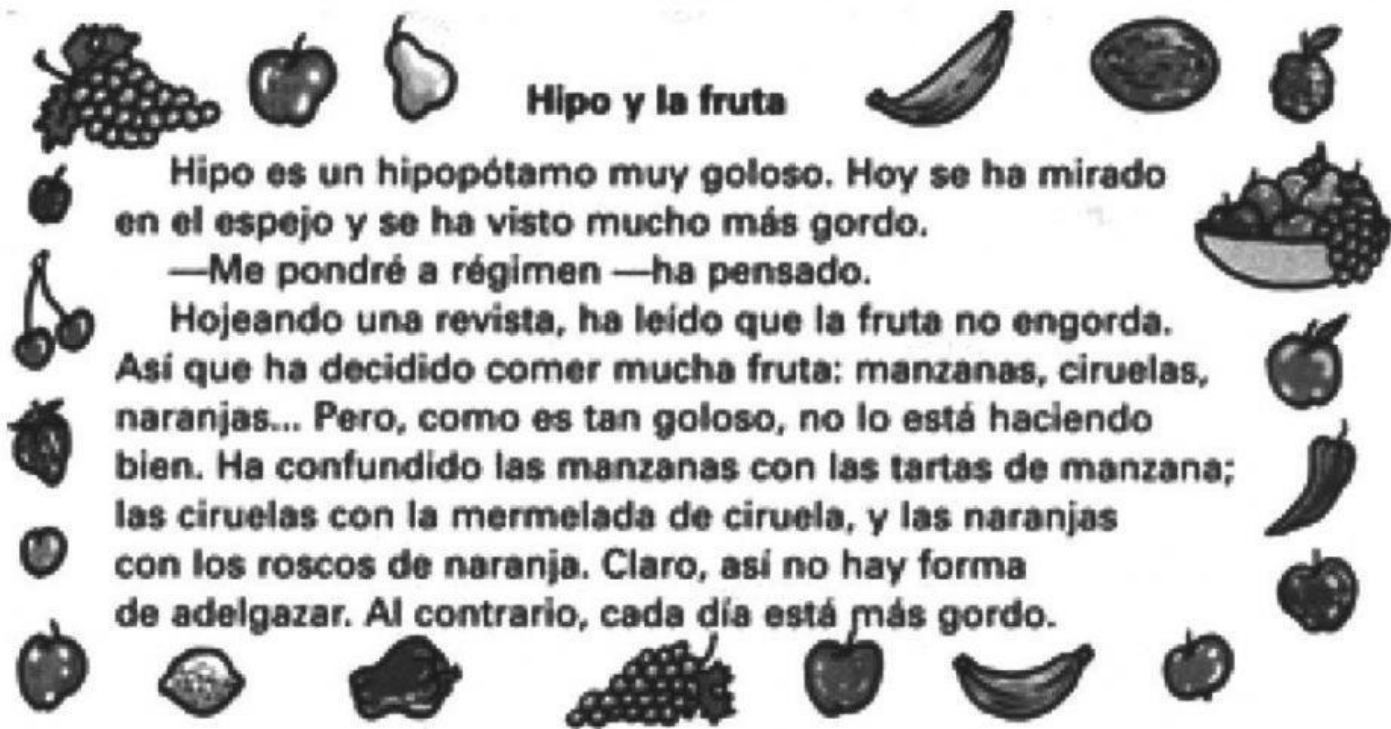 Hipo y la fruta
Hipo es un hipopótamo muy goloso. Hoy se ha mirado
en el espejo y se ha visto mucho más gordo.
—Me pondré a régimen —ha pensado.
Hojeando una revista, ha leído que la fruta no engorda.
Así que ha decidido comer mucha fruta: manzanas, ciruelas,
naranjas... Pero, como es tan goloso, no lo está haciendo
bien. Ha confundido las manzanas con las tartas de manzana;
las ciruelas con la mermelada de ciruela, y las naranjas
con los roscos de naranja. Claro, así no hay forma
de adelgazar. Al contrario, cada día está más gordo.